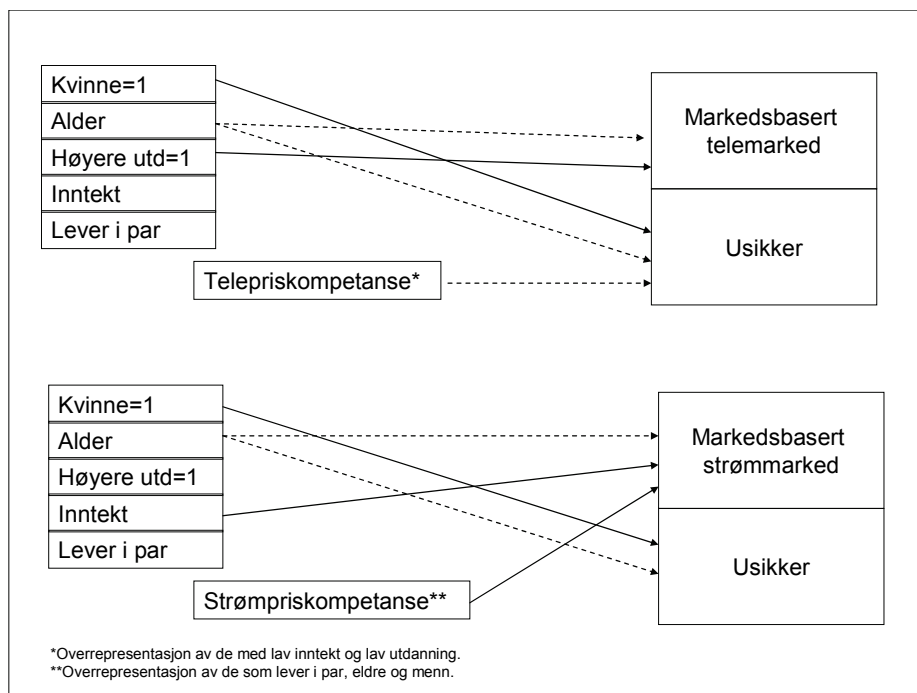 Kvinne=1
Alder
Høyere utd=1
Inntekt
Lever i par
Telepriskompetanse*
Markedsbasert
telemarked
Usikker
Kvinne=1
Alder
Høyere utd=1
Inntekt
Lever i par
Strømpriskompetanse**
Markedsbasert
strømmarked
Usikker
*Overrepresentasjon av de med lav inntekt og lav utdanning.
**Overrepresentasjon av de som lever i par, eldre og menn.